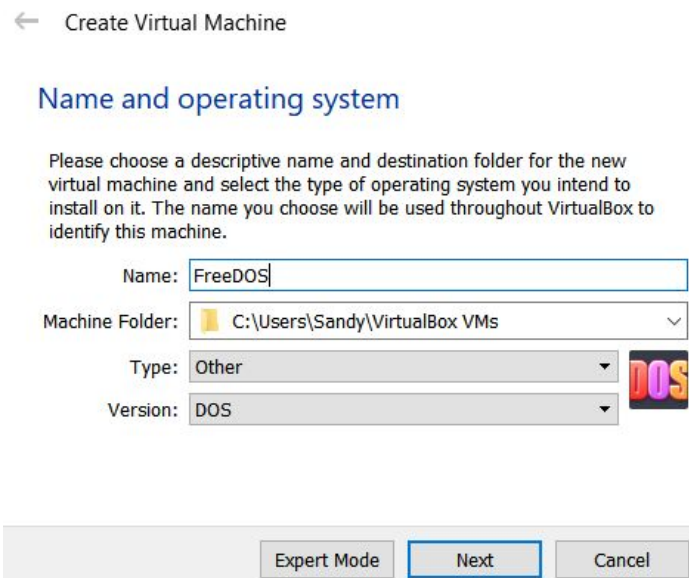 Create Virtual Machine
Name and operating system
Please choose a descriptive name and destination folder for the new
virtual machine and select the type of operating system you intend to
install on it. The name you choose will be used throughout VirtualBox to
identify this machine.
Name: FreeDOS
Machine Folder: C:\Users\Sandy\VirtualBox VMs
Type: Other
DOS
Version: DOS
Expert Mode Next Cancel